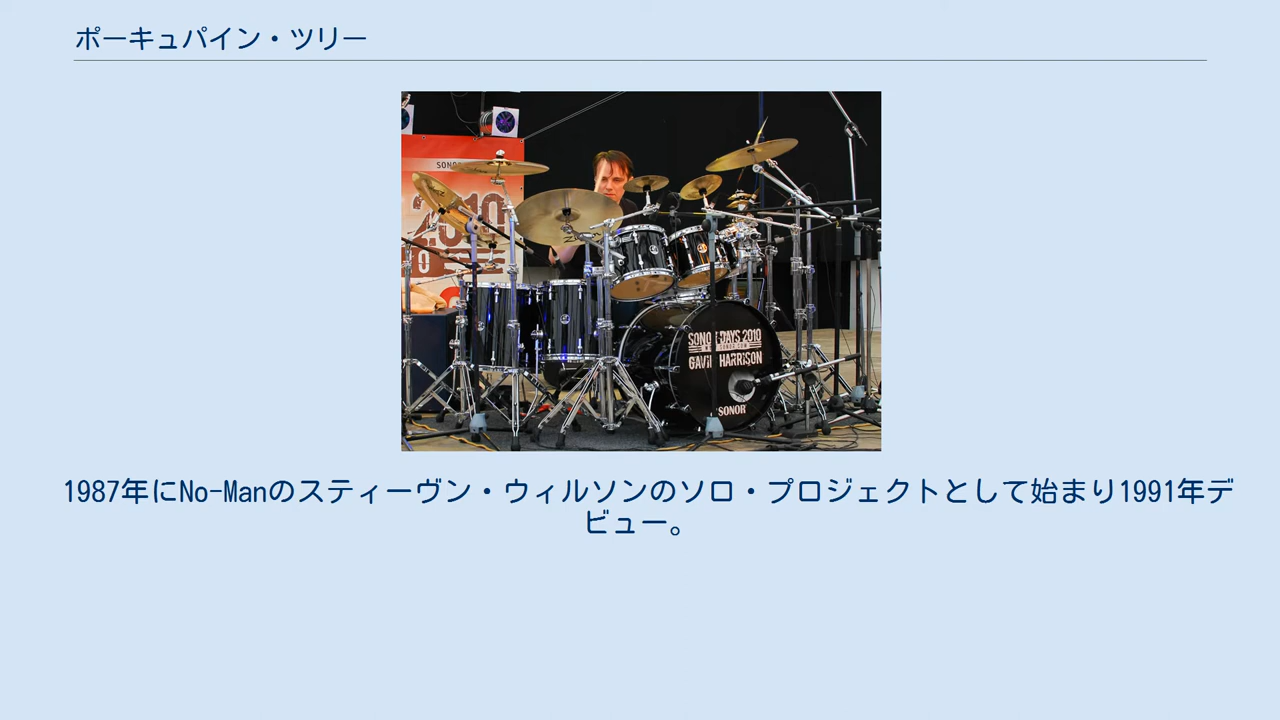 ポーキュパイン・ツリー
SONOR
2010
SONOR DAYS 2010
GAVIN HARRISON
SONOR
1987年にNo-Manのスティーヴン・ウィルソンのソロ・プロジェクトとして始まり1991年デ
ビュー。